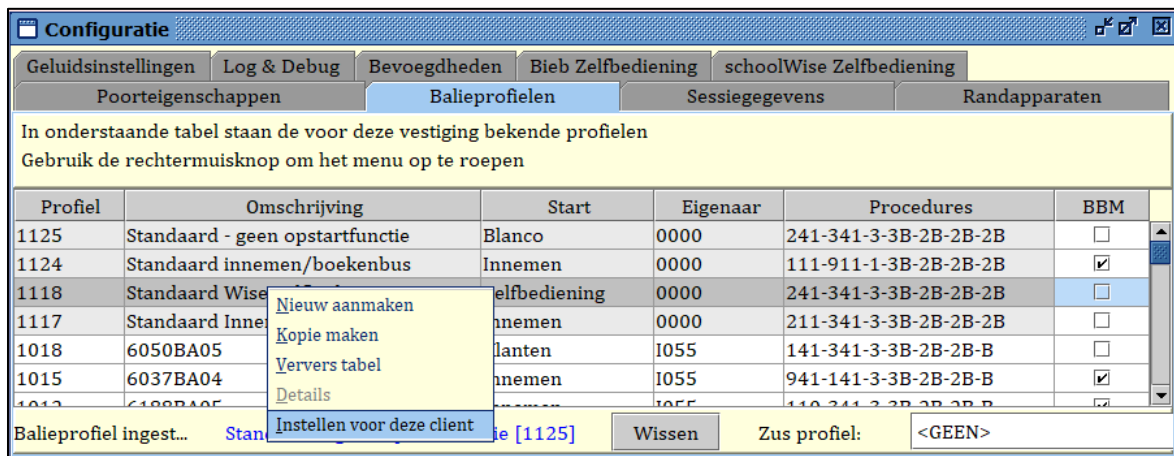 Configuratie
Geluidsinstellingen Log & Debug Bevoegdheden Bieb Zelfbediening schoolWise Zelfbediening
Poorteigenschappen Balieprofielen Sessiegegevens Randapparaten
In onderstaande tabel staan de voor deze vestiging bekende profielen
Gebruik de rechtermuisknop om het menu op te roepen
Profiel Omschrijving Start Eigenaar Procedures BBM
1125 Standaard - geen opstartfunctie Blanco 0000 241-341-3-3B-2B-2B-2B
1124 Standaard innemen/boekenbus Innemen 0000 111-911-1-3B-2B-2B-2B
1118 Standaard Wise elfbediening 0000 241-341-3-3B-2B-2B-2B
Nieuw aanmaken
1117 Standaard Inne nnemen 0000 211-341-3-3B-2B-2B-2B
Kopie maken
1018 6050BA05 lanten I055 141-341-3-3B-2B-2B-B
Ververs tabel
1015 6037BA04 nnemen I055 941-141-3-3B-2B-2B-B
Details
Instellen voor deze client
Balieprofiel ingest... Stan ie [1125] Wissen Zus profiel: <GEEN>